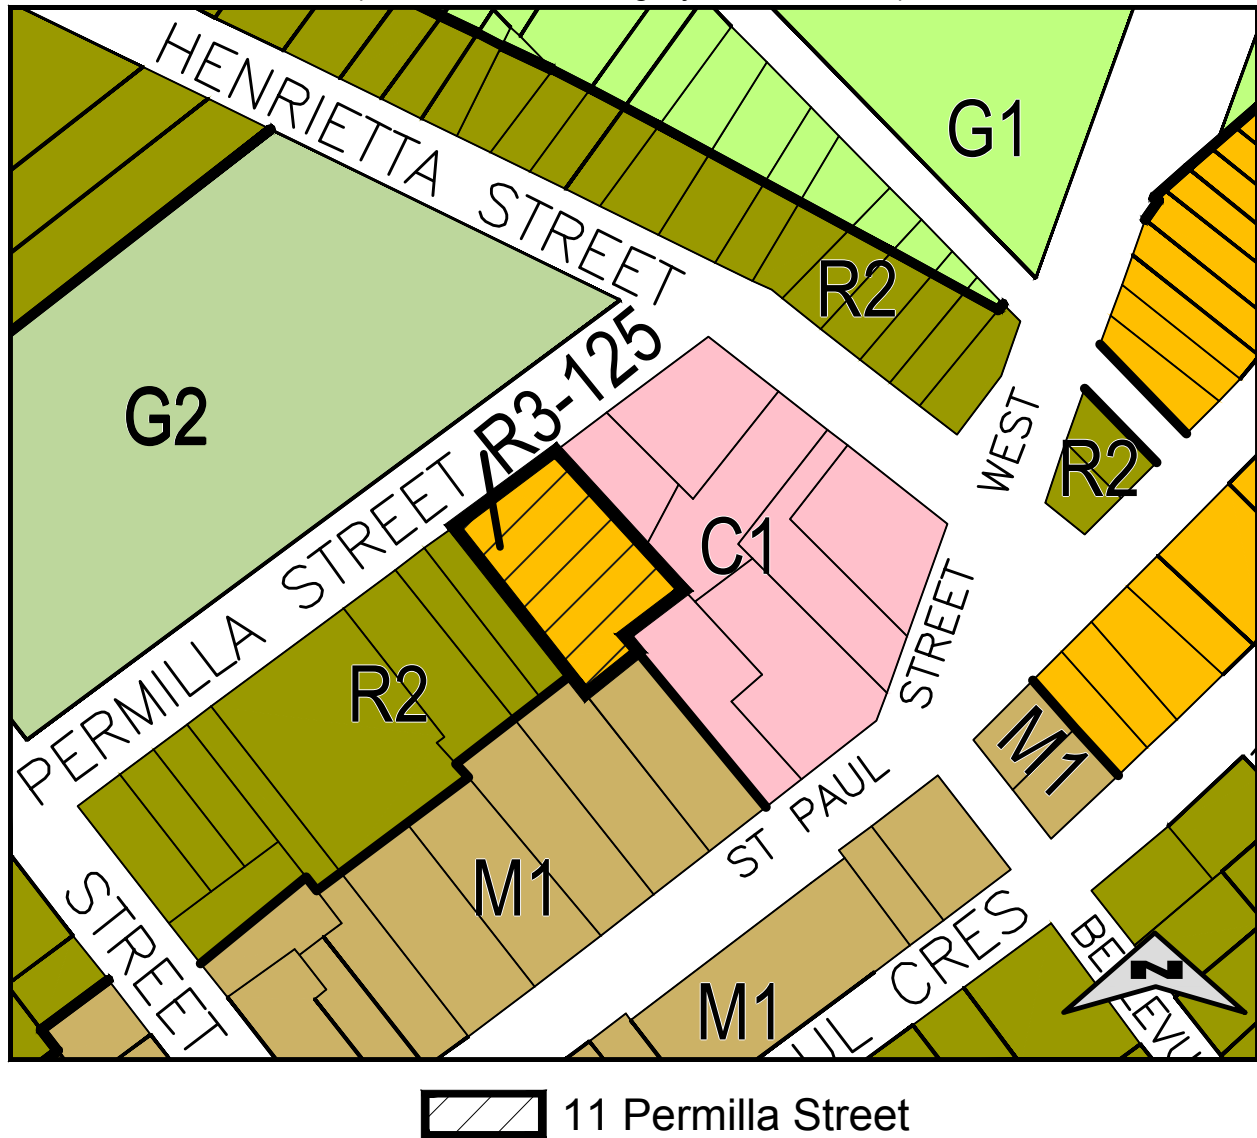 HENRIETTA STREET
G1
R2
G2
R3-125
WEST
R2
PERMILLA STREET
C1
STREET
R2
M1
ST PAUL
M1
STREET
CRES
M1
N
11 Permilla Street